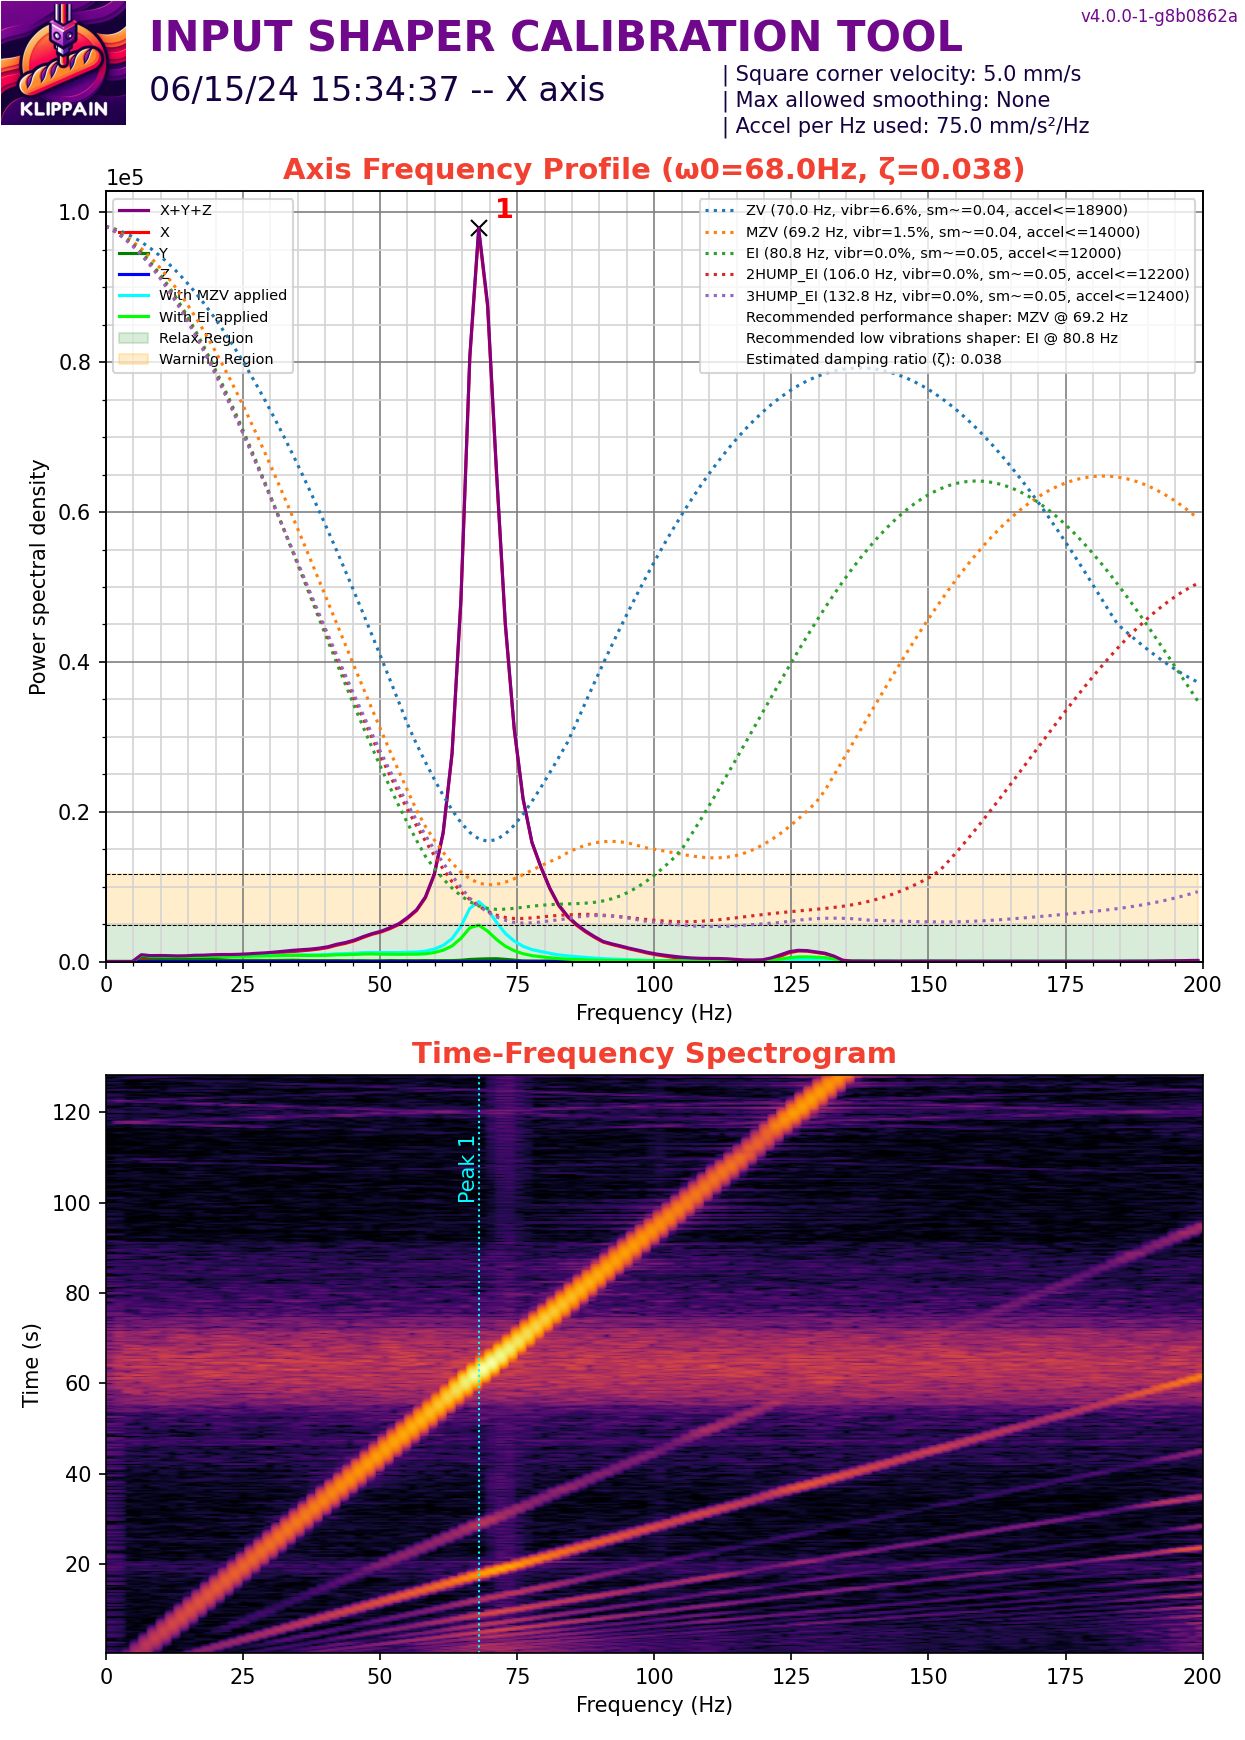 v4.0.0-1-g8b0862a
INPUT SHAPER CALIBRATION TOOL
06/15/24 15:34:37 -- X axis
| Square corner velocity: 5.0 mm/s
| Max allowed smoothing: None
| Accel per Hz used: 75.0 mm/s²/Hz
KLIPPAIN
Axis Frequency Profile (ω0=68.0Hz, ζ=0.038)
1e5
1
X+Y+Z
X
Y
Z
With MZV applied
With EI applied
Relax Region
Warning Region
ZV (70.0 Hz, vibr=6.6%, sm~=0.04, accel<=18900)
MZV (69.2 Hz, vibr=1.5%, sm~=0.04, accel<=14000)
EI (80.8 Hz, vibr=0.0%, sm~=0.05, accel<=12000)
2HUMP_EI (106.0 Hz, vibr=0.0%, sm~=0.05, accel<=12200)
3HUMP_EI (132.8 Hz, vibr=0.0%, sm~=0.05, accel<=12400)
Recommended performance shaper: MZV @ 69.2 Hz
Recommended low vibrations shaper: EI @ 80.8 Hz
Estimated damping ratio (ζ): 0.038
Power spectral density
1.0
0.8
0.6
0.4
0.2
0.0
0 25 50 75 100 125 150 175 200
Frequency (Hz)
Time-Frequency Spectrogram
Peak 1
Time (s)
120
100
80
60
40
20
0 25 50 75 100 125 150 175 200
Frequency (Hz)